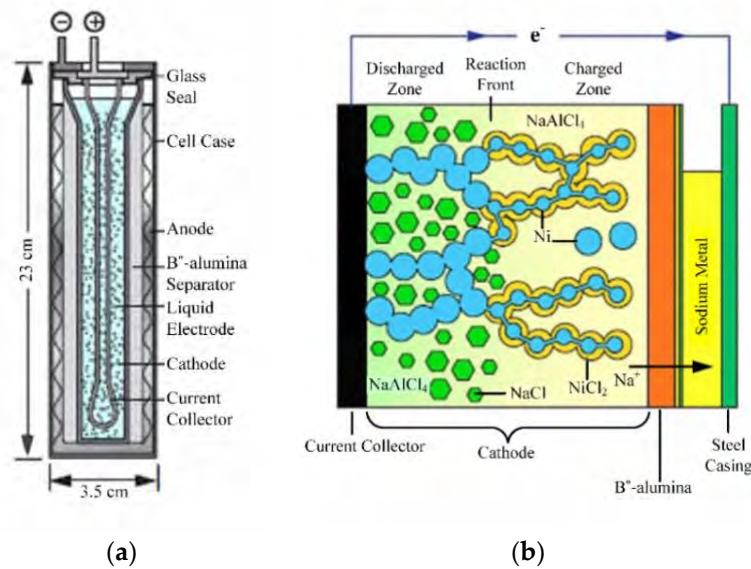 ⊖ ⊕
Glass
Seal
Cell Case
Anode
B"-alumina
Separator
Liquid
Electrode
Cathode
Current
Collector
23 cm
3.5 cm
(a)
e⁻
Discharged
Zone
Reaction
Front
Charged
Zone
NaAlCl₄
Ni
Sodium Metal
NaAlCl₄
NaCl
NiCl₂
Na⁺
Current Collector
Cathode
B"-alumina
Steel
Casing
(b)